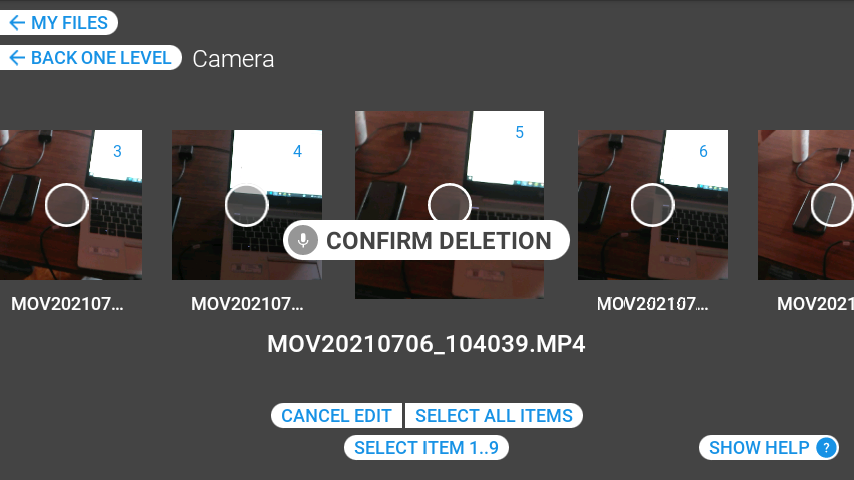 MY FILES
BACK ONE LEVEL Camera
3
4
5
6
CONFIRM DELETION
MOV202107...
MOV202107...
MOV202107...
MOV2021
MOV20210706_104039.MP4
CANCEL EDIT SELECT ALL ITEMS
SELECT ITEM 1..9
SHOW HELP ?